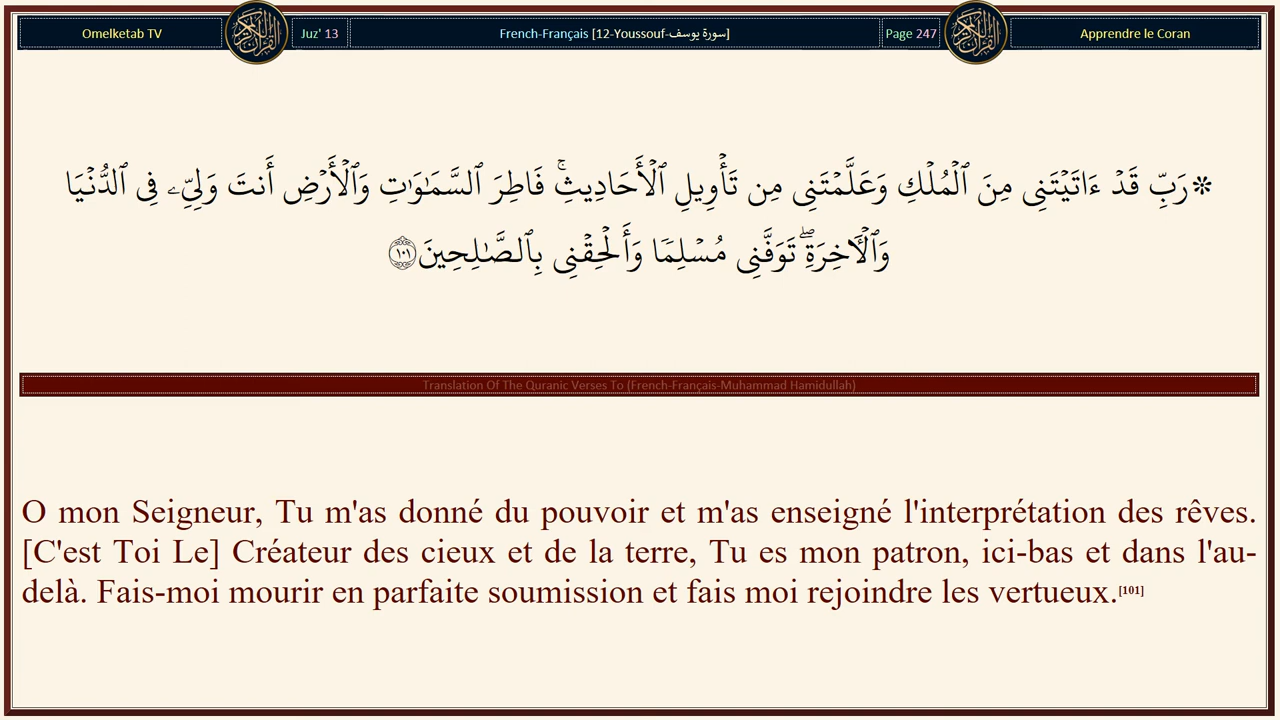 Omelketab TV
Juz' 13
French-Français [12-Youssouf-سورة يوسف]
Page 247
Apprendre le Coran
۞ رَبِّ قَدۡ ءَاتَيۡتَنِي مِنَ ٱلۡمُلۡكِ وَعَلَّمۡتَنِي مِن تَأۡوِيلِ ٱلۡأَحَادِيثِۚ فَاطِرَ ٱلسَّمَٰوَٰتِ وَٱلۡأَرۡضِ أَنتَ وَلِيِّۦ فِي ٱلدُّنۡيَا
وَٱلۡأٓخِرَةِۖ تَوَفَّنِي مُسۡلِمٗا وَأَلۡحِقۡنِي بِٱلصَّٰلِحِينَ ١٠١
Translation Of The Quranic Verses To (French-Français-Muhammad Hamidullah)
O mon Seigneur, Tu m'as donné du pouvoir et m'as enseigné l'interprétation des rêves.
[C'est Toi Le] Créateur des cieux et de la terre, Tu es mon patron, ici-bas et dans l'au-
delà. Fais-moi mourir en parfaite soumission et fais moi rejoindre les vertueux.[101]